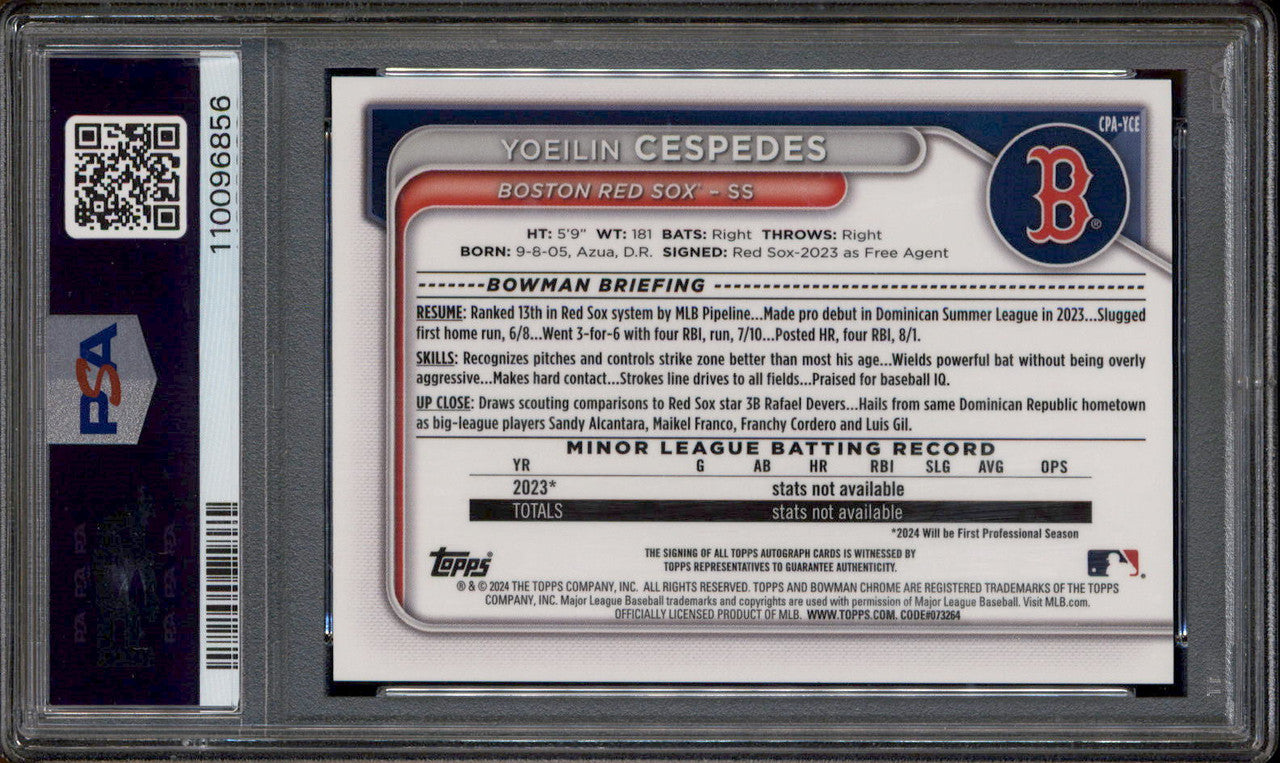 110096856
PSA
CPA-YCE
YOEILIN CESPEDES
BOSTON RED SOX - SS
B ®
HT: 5'9" WT: 181 BATS: Right THROWS: Right
BORN: 9-8-05, Azua, D.R. SIGNED: Red Sox-2023 as Free Agent
-------BOWMAN BRIEFING --------------------------------------------
RESUME: Ranked 13th in Red Sox system by MLB Pipeline...Made pro debut in Dominican Summer League in 2023...Slugged
first home run, 6/8...Went 3-for-6 with four RBI, run, 7/10...Posted HR, four RBI, 8/1.
SKILLS: Recognizes pitches and controls strike zone better than most his age...Wields powerful bat without being overly
aggressive...Makes hard contact...Strokes line drives to all fields...Praised for baseball IQ.
UP CLOSE: Draws scouting comparisons to Red Sox star 3B Rafael Devers...Hails from same Dominican Republic hometown
as big-league players Sandy Alcantara, Maikel Franco, Franchy Cordero and Luis Gil.
MINOR LEAGUE BATTING RECORD
YR G AB HR RBI SLG AVG OPS
2023* stats not available
TOTALS stats not available
*2024 Will be First Professional Season
Topps®
THE SIGNING OF ALL TOPPS AUTOGRAPH CARDS IS WITNESSED BY
TOPPS REPRESENTATIVES TO GUARANTEE AUTHENTICITY.
® & © 2024 THE TOPPS COMPANY, INC. ALL RIGHTS RESERVED. TOPPS AND BOWMAN CHROME ARE REGISTERED TRADEMARKS OF THE TOPPS
COMPANY, INC. Major League Baseball trademarks and copyrights are used with permission of Major League Baseball. Visit MLB.com.
OFFICIALLY LICENSED PRODUCT OF MLB. WWW.TOPPS.COM. CODE#073264